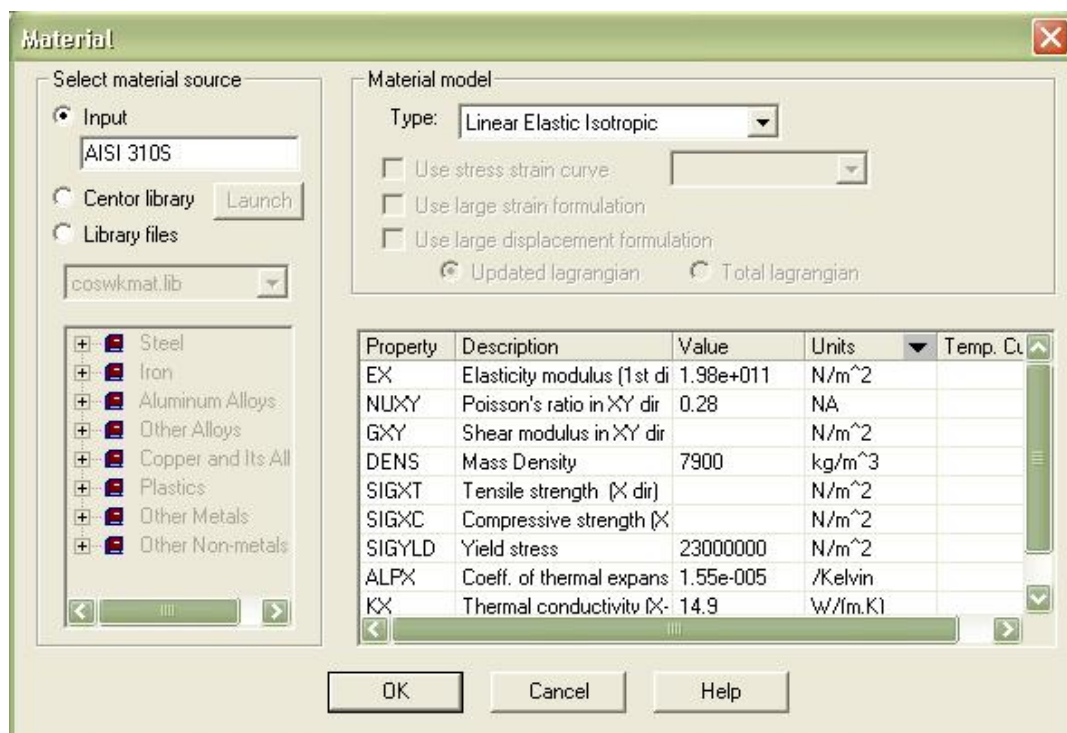 Material
Select material source
Input
AISI 310S
Centor library Launch
Library files
coswkmat.lib
Steel
Iron
Aluminum Alloys
Other Alloys
Copper and Its All
Plastics
Other Metals
Other Non-metals
Material model
Type: Linear Elastic Isotropic
Use stress strain curve
Use large strain formulation
Use large displacement formulation
Updated lagrangian Total lagrangian
Property Description Value Units Temp. Cu
EX Elasticity modulus (1st di 1.98e+011 N/m^2
NUXY Poisson's ratio in XY dir 0.28 NA
GXY Shear modulus in XY dir N/m^2
DENS Mass Density 7900 kg/m^3
SIGXT Tensile strength (X dir) N/m^2
SIGXC Compressive strength (X N/m^2
SIGYLD Yield stress 23000000 N/m^2
ALPX Coeff. of thermal expans 1.55e-005 /Kelvin
KX Thermal conductivity (X- 14.9 W/(m.K)
OK Cancel Help